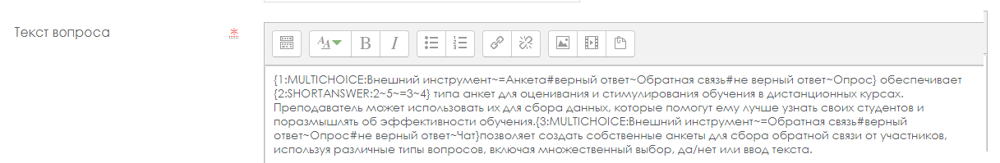 Текст вопроса
{1:MULTICHOICE:Внешний инструмент~=Анкета#верный ответ~Обратная связь#не верный ответ~Опрос} обеспечивает
{2:SHORTANSWER:2~5~=3~4} типа анкет для оценивания и стимулирования обучения в дистанционных курсах.
Преподаватель может использовать их для сбора данных, которые помогут ему лучше узнать своих студентов и
поразмышлять об эффективности обучения.{3:MULTICHOICE:Внешний инструмент~=Обратная связь#верный
ответ~Опрос#не верный ответ~Чат}позволяет создать собственные анкеты для сбора обратной связи от участников,
используя различные типы вопросов, включая множественный выбор, да/нет или ввод текста.